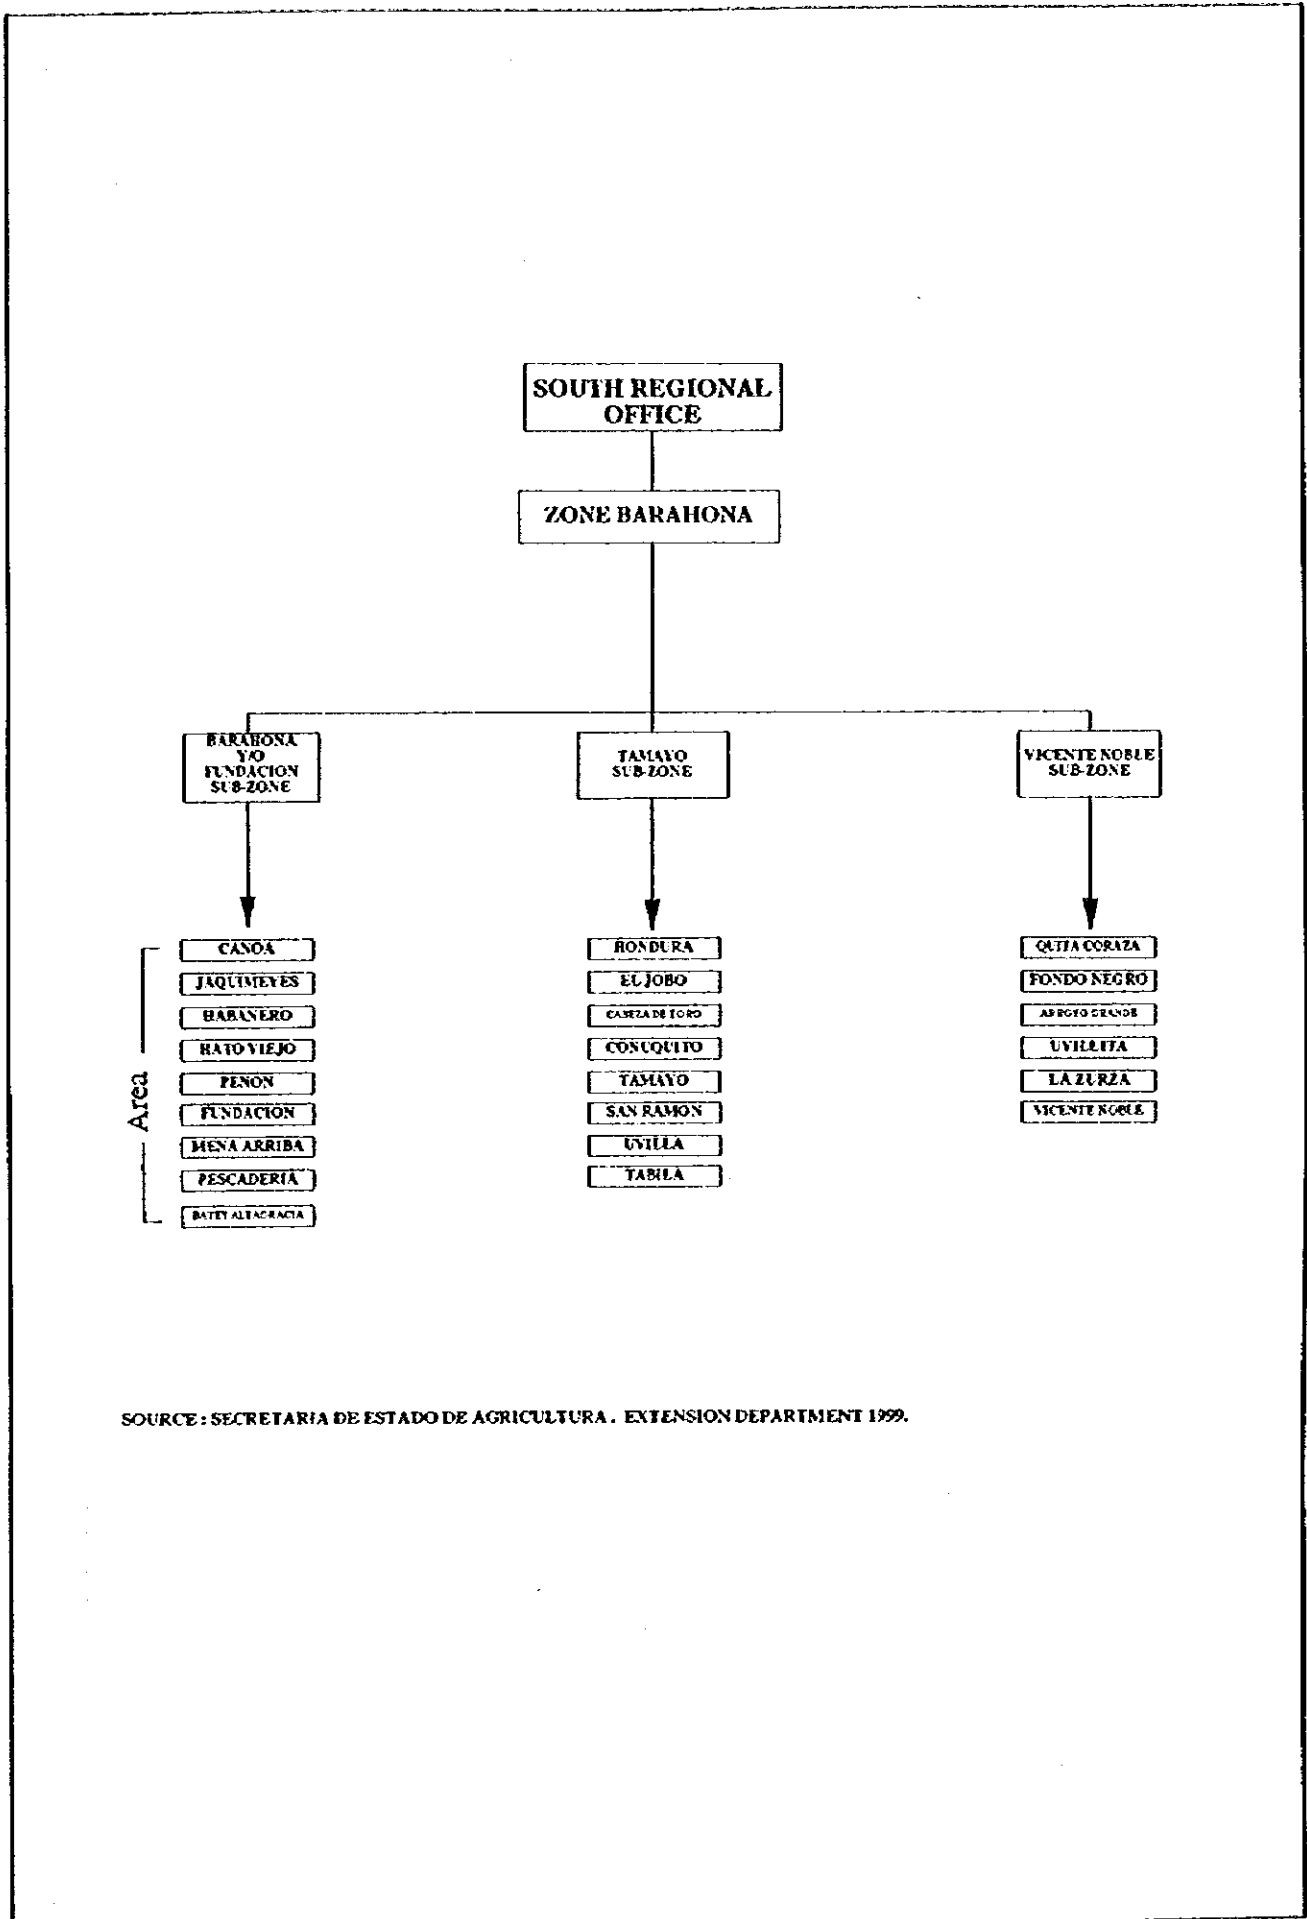 SOUTH REGIONAL
OFFICE
ZONE BARAHONA
BARAHONA
Y/O
FUNDACION
SUB-ZONE
TAMAYO
SUB-ZONE
VICENTE NOBLE
SUB-ZONE
Area
CANOA
JAQUIMEYES
HABANERO
HATO VIEJO
PENON
FUNDACION
MENA ARRIBA
PESCADERIA
BATEY ALTAGRACIA
HONDURA
EL JOBO
CABEZA DE TORO
CONUQUITO
TAMAYO
SAN RAMON
UVILLA
TABILA
QUITA CORAZA
FONDO NEGRO
ARROYO GRANDE
UVILLITA
LA ZURZA
VICENTE NOBLE
SOURCE : SECRETARIA DE ESTADO DE AGRICULTURA . EXTENSION DEPARTMENT 1999.